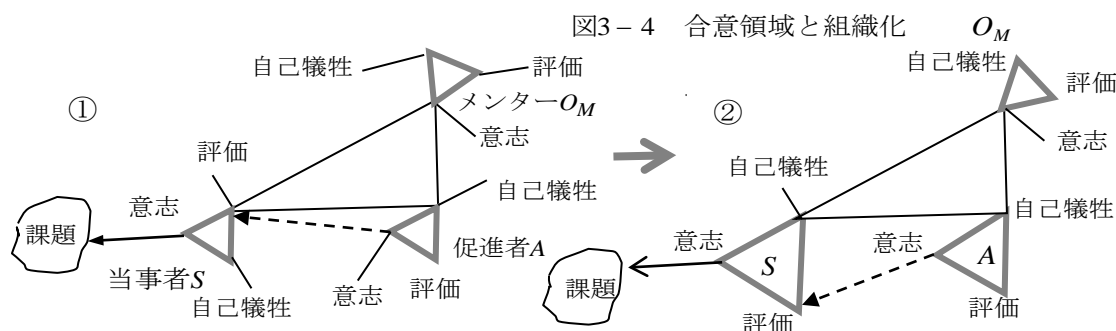 図3 – 4 合意領域と組織化
①
自己犠牲
評価
メンターO_M
意志
評価
意志
課題
当事者S
自己犠牲
自己犠牲
促進者A
意志
評価
②
O_M
自己犠牲
評価
意志
自己犠牲
自己犠牲
意志
S
意志
A
課題
評価
評価